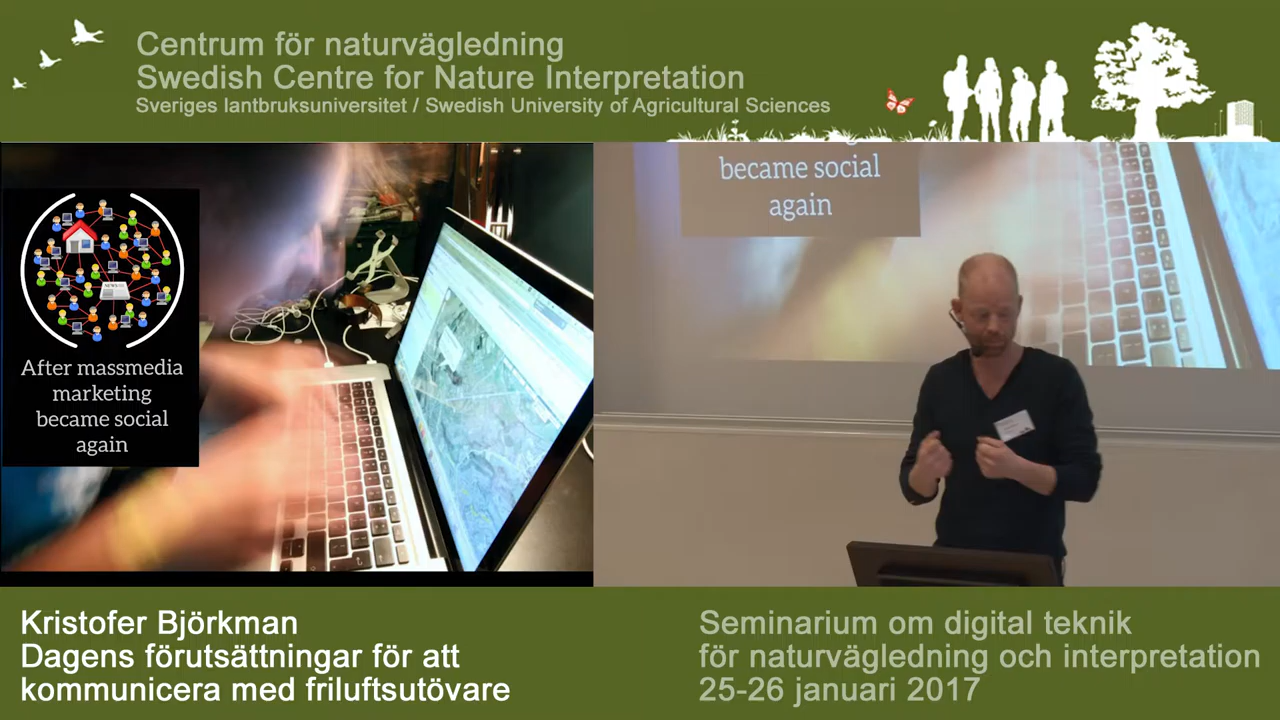 Centrum för naturvägledning
Swedish Centre for Nature Interpretation
Sveriges lantbruksuniversitet / Swedish University of Agricultural Sciences
After massmedia
marketing
became social
again
became social
again
Kristofer Björkman
Dagens förutsättningar för att
kommunicera med friluftsutövare
Seminarium om digital teknik
för naturvägledning och interpretation
25-26 januari 2017